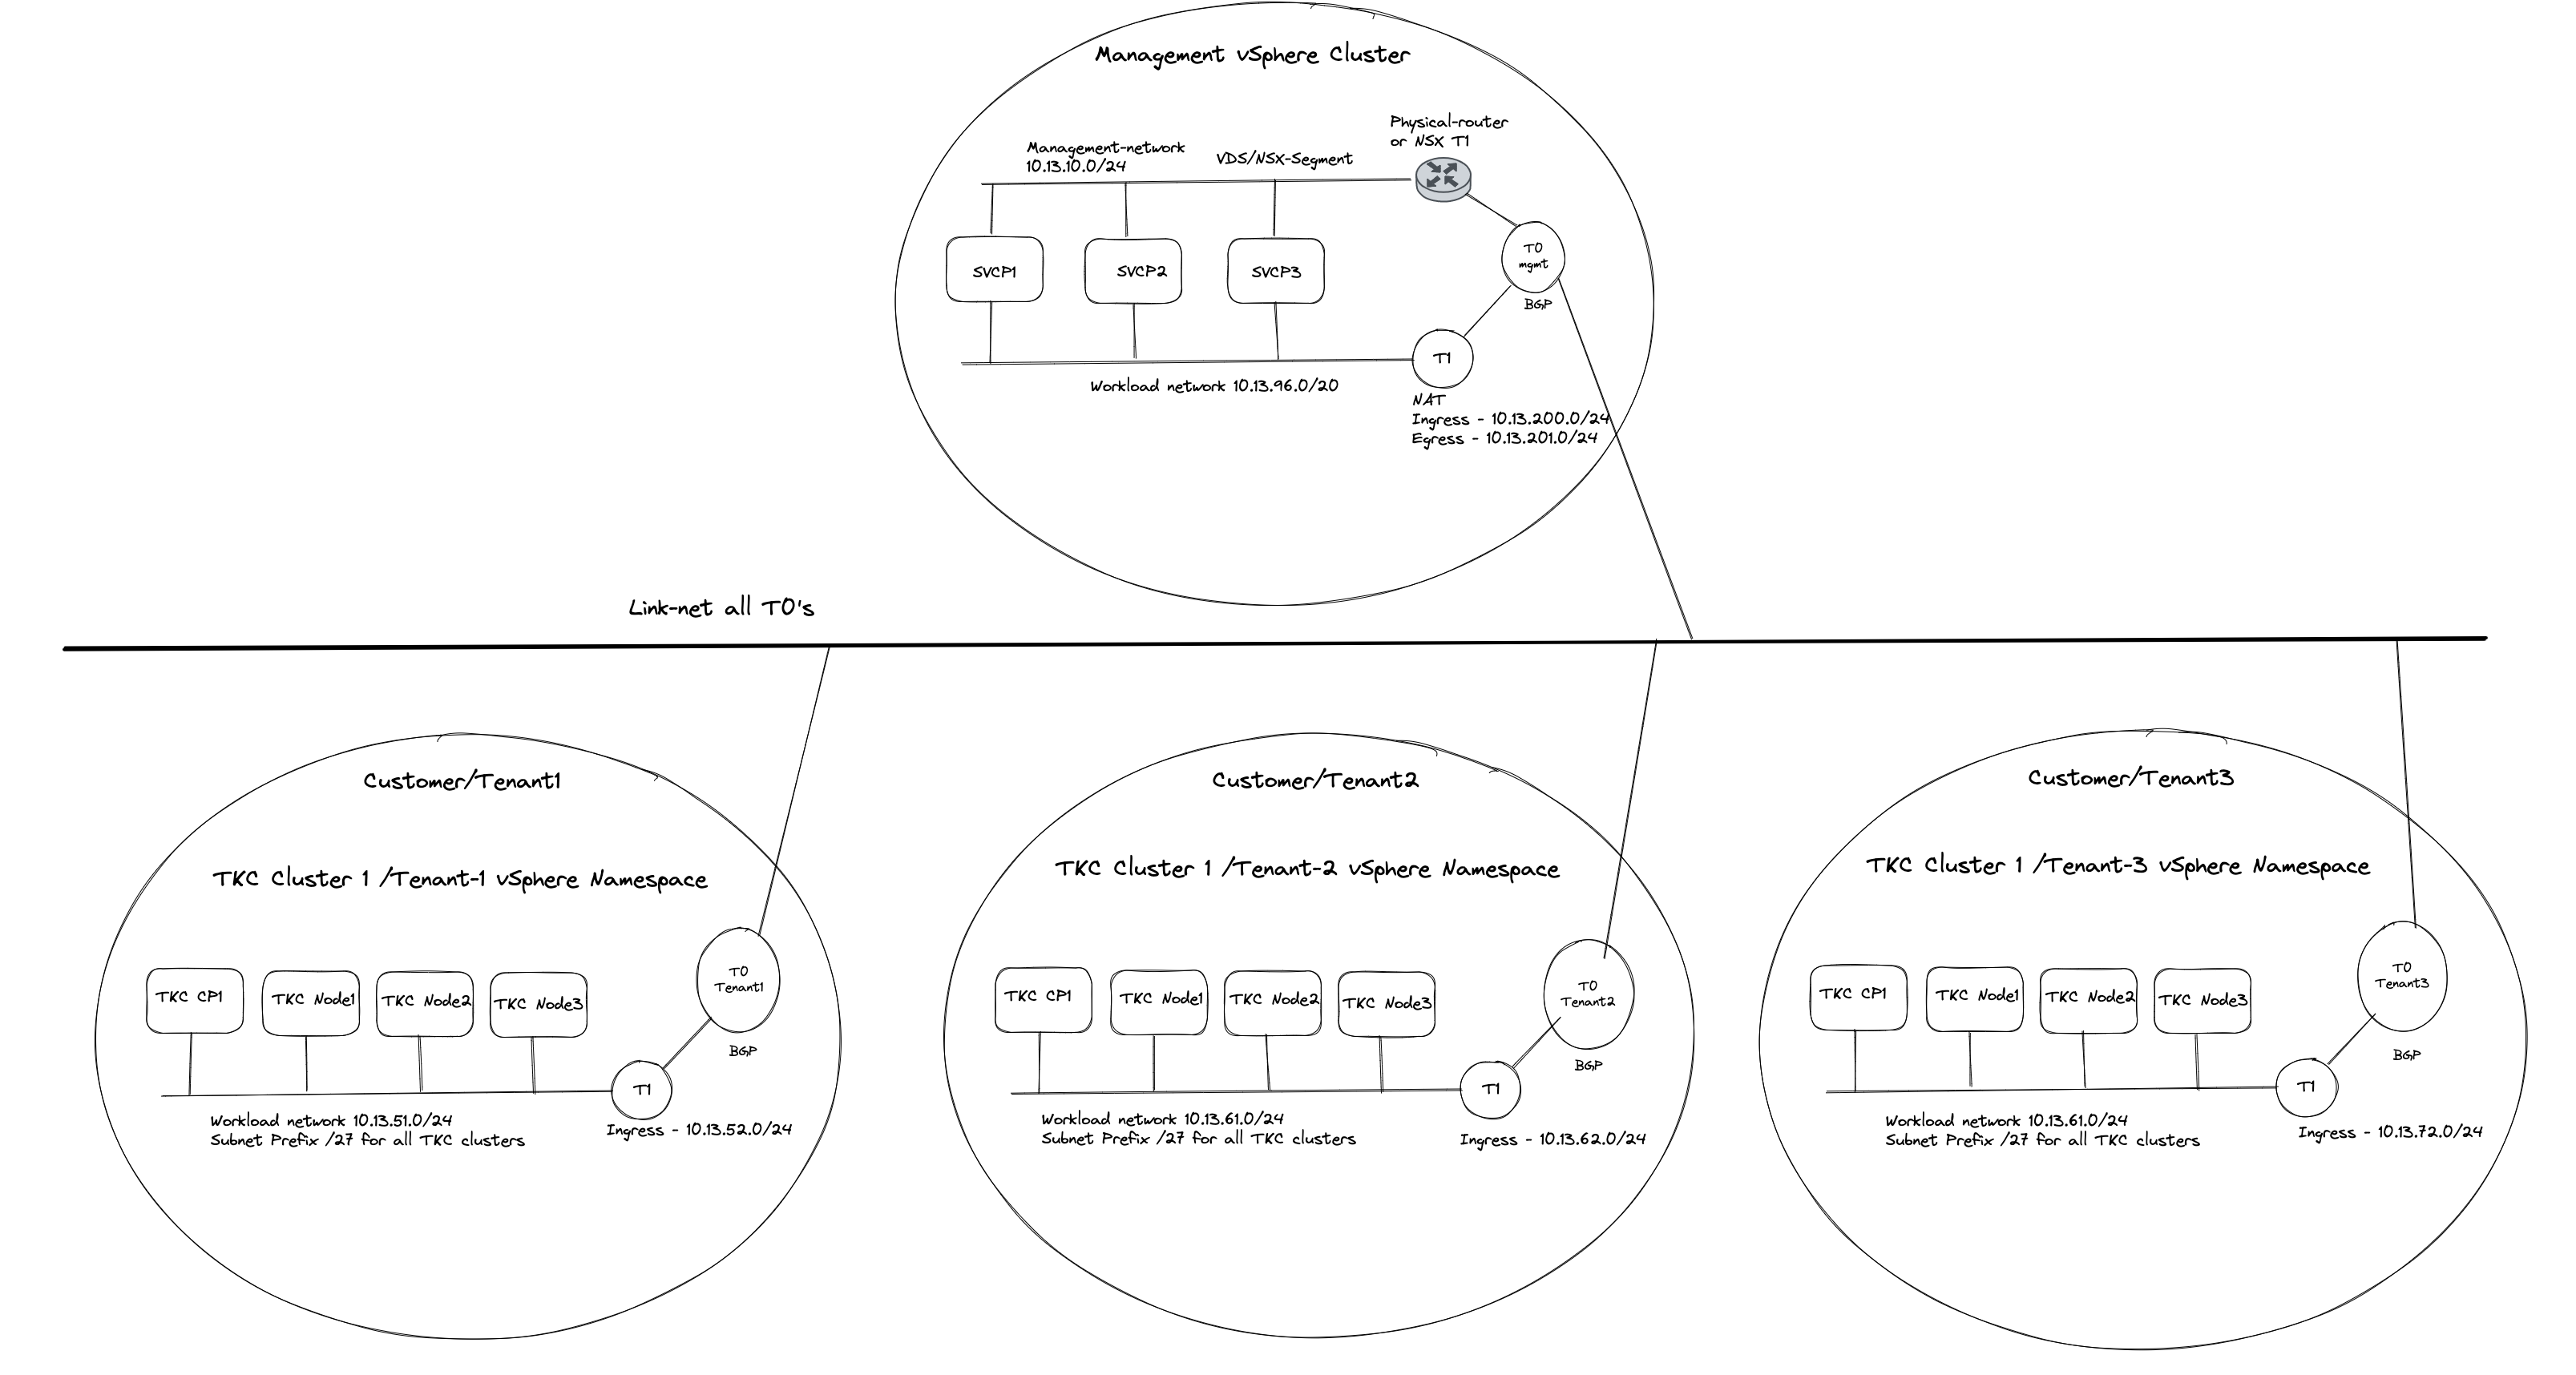 Management vSphere Cluster
Physical-router
or NSX T1
Management-network
10.13.10.0/24
VDS/NSX-Segment
SVCP1
SVCP2
SVCP3
T0
mgmt
BGP
T1
Workload network 10.13.96.0/20
NAT
Ingress - 10.13.200.0/24
Egress - 10.13.201.0/24
Link-net all T0's
Customer/Tenant1
TKC Cluster 1 /Tenant-1 vSphere Namespace
TKC CP1
TKC Node1
TKC Node2
TKC Node3
T0
Tenant1
BGP
T1
Workload network 10.13.51.0/24
Subnet Prefix /27 for all TKC clusters
Ingress - 10.13.52.0/24
Customer/Tenant2
TKC Cluster 1 /Tenant-2 vSphere Namespace
TKC CP1
TKC Node1
TKC Node2
TKC Node3
T0
Tenant2
BGP
T1
Workload network 10.13.61.0/24
Subnet Prefix /27 for all TKC clusters
Ingress - 10.13.62.0/24
Customer/Tenant3
TKC Cluster 1 /Tenant-3 vSphere Namespace
TKC CP1
TKC Node1
TKC Node2
TKC Node3
T0
Tenant3
BGP
T1
Workload network 10.13.61.0/24
Subnet Prefix /27 for all TKC clusters
Ingress - 10.13.72.0/24